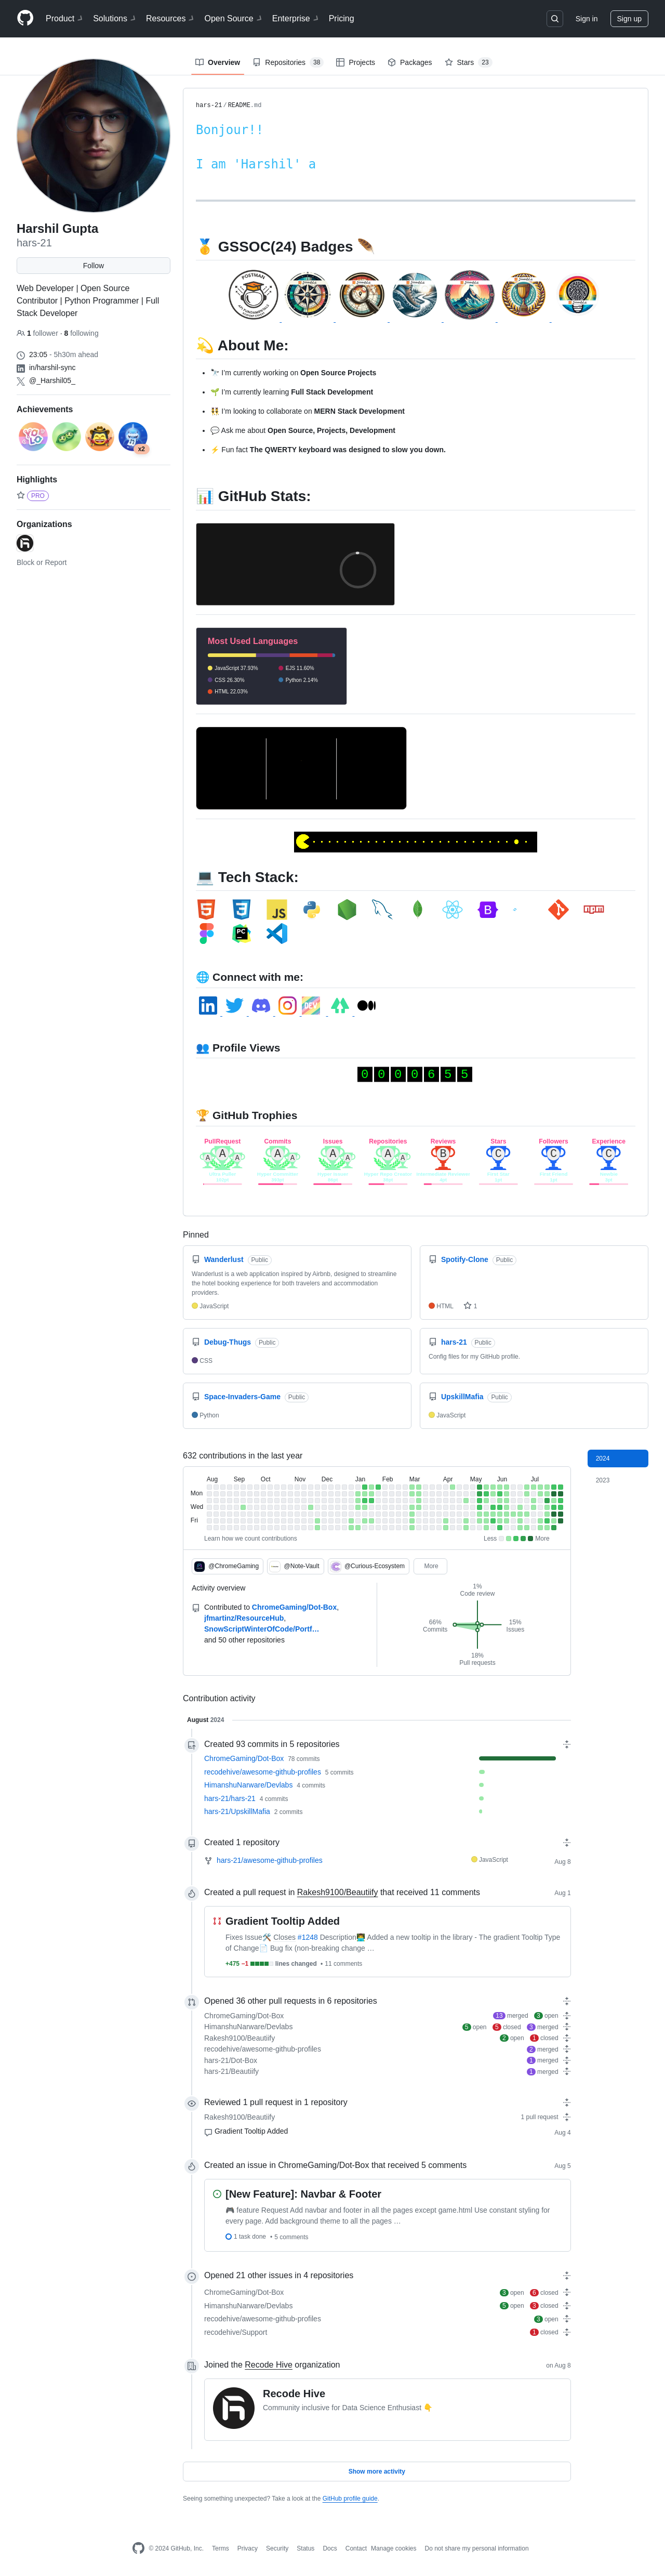 Product
Solutions
Resources
Open Source
Enterprise
Pricing
Sign in
Sign up
Overview
Repositories 38
Projects
Packages
Stars 23
Harshil Gupta
hars-21
Follow
Web Developer | Open Source
Contributor | Python Programmer | Full
Stack Developer
1 follower · 8 following
23:05 - 5h30m ahead
in/harshil-sync
@_Harshil05_
Achievements
x2
Highlights
PRO
Organizations
Block or Report
hars-21/README.md
Bonjour!!
I am 'Harshil' a
🥇 GSSOC(24) Badges 🪶
POSTMAN
💫 About Me:
🔭 I'm currently working on Open Source Projects
🌱 I'm currently learning Full Stack Development
👯 I'm looking to collaborate on MERN Stack Development
💬 Ask me about Open Source, Projects, Development
⚡ Fun fact The QWERTY keyboard was designed to slow you down.
📊 GitHub Stats:
Most Used Languages
JavaScript 37.93%
EJS 11.60%
CSS 26.30%
Python 2.14%
HTML 22.03%
💻 Tech Stack:
JS
B
npm
PC
🌐 Connect with me:
in
DEV
👥 Profile Views
0 0 0 0 6 5 5
🏆 GitHub Trophies
PullRequest
Commits
Issues
Repositories
Reviews
Stars
Followers
Experience
A A A
A A
A A
A A
B
C
C
C
Pinned
Wanderlust Public
Wanderlust is a web application inspired by Airbnb, designed to streamline
the hotel booking experience for both travelers and accommodation
providers.
JavaScript
Spotify-Clone Public
HTML 1
Debug-Thugs Public
CSS
hars-21 Public
Config files for my GitHub profile.
Space-Invaders-Game Public
Python
UpskillMafia Public
JavaScript
632 contributions in the last year
2024
2023
Aug Sep Oct Nov Dec Jan Feb Mar Apr May Jun Jul
Mon
Wed
Fri
Learn how we count contributions
Less More
@ChromeGaming
@Note-Vault
@Curious-Ecosystem
More
Activity overview
Contributed to ChromeGaming/Dot-Box,
jfmartinz/ResourceHub,
SnowScriptWinterOfCode/Portf…
and 50 other repositories
1%
Code review
66%
Commits
15%
Issues
18%
Pull requests
Contribution activity
August 2024
Created 93 commits in 5 repositories
ChromeGaming/Dot-Box 78 commits
recodehive/awesome-github-profiles 5 commits
HimanshuNarware/Devlabs 4 commits
hars-21/hars-21 4 commits
hars-21/UpskillMafia 2 commits
Created 1 repository
hars-21/awesome-github-profiles JavaScript Aug 8
Created a pull request in Rakesh9100/Beautiify that received 11 comments Aug 1
Gradient Tooltip Added
Fixes Issue🛠️ Closes #1248 Description👨‍💻 Added a new tooltip in the library - The gradient Tooltip Type
of Change📄 Bug fix (non-breaking change …
+475 −1 lines changed • 11 comments
Opened 36 other pull requests in 6 repositories
ChromeGaming/Dot-Box 13 merged 3 open
HimanshuNarware/Devlabs 5 open 5 closed 3 merged
Rakesh9100/Beautiify 2 open 1 closed
recodehive/awesome-github-profiles 2 merged
hars-21/Dot-Box 1 merged
hars-21/Beautiify 1 merged
Reviewed 1 pull request in 1 repository
Rakesh9100/Beautiify 1 pull request
Gradient Tooltip Added Aug 4
Created an issue in ChromeGaming/Dot-Box that received 5 comments Aug 5
[New Feature]: Navbar & Footer
🎮 feature Request Add navbar and footer in all the pages except game.html Use constant styling for
every page. Add background theme to all the pages …
1 task done • 5 comments
Opened 21 other issues in 4 repositories
ChromeGaming/Dot-Box 3 open 6 closed
HimanshuNarware/Devlabs 5 open 3 closed
recodehive/awesome-github-profiles 3 open
recodehive/Support 1 closed
Joined the Recode Hive organization on Aug 8
Recode Hive
Community inclusive for Data Science Enthusiast 👇
Show more activity
Seeing something unexpected? Take a look at the GitHub profile guide.
© 2024 GitHub, Inc. Terms Privacy Security Status Docs Contact Manage cookies Do not share my personal information